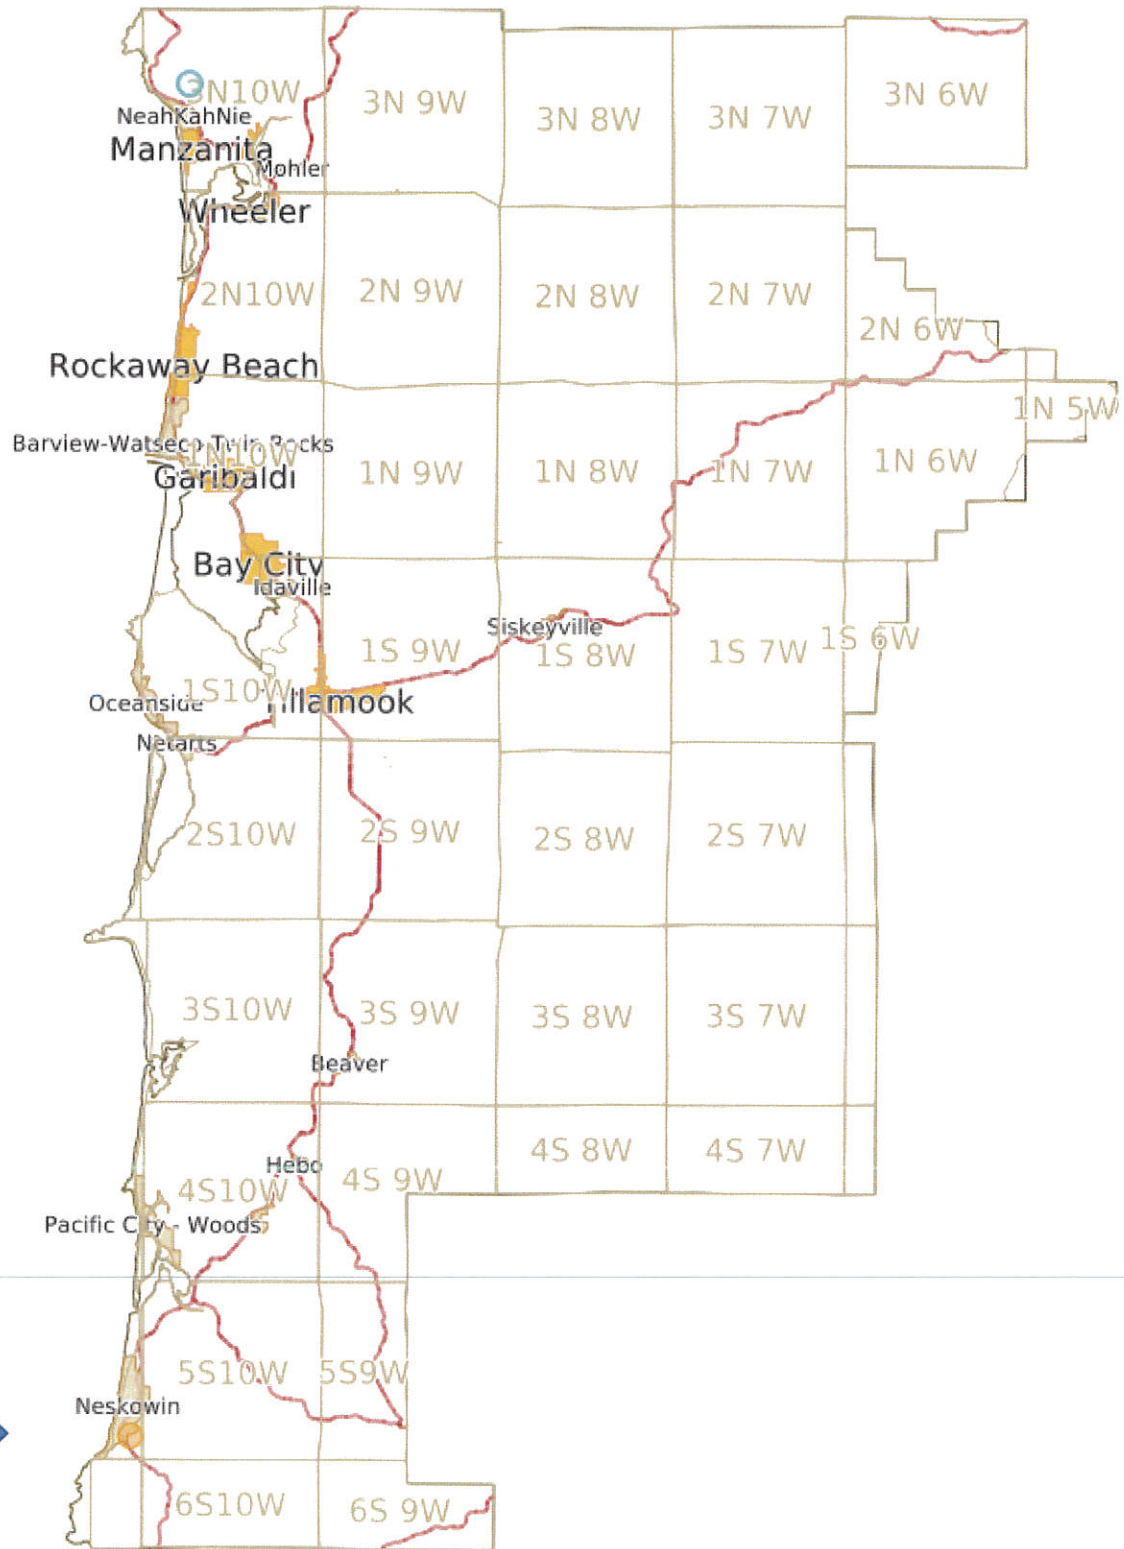 3N10W
3N 9W
3N 8W
3N 7W
3N 6W
NeahKahNie
Manzanita
Mohler
Wheeler
2N10W
2N 9W
2N 8W
2N 7W
2N 6W
Rockaway Beach
1N 5W
Barview-Watseco-Twin Rocks
1N10W
1N 9W
1N 8W
1N 7W
1N 6W
Garibaldi
Bay City
Idaville
Siskeyville
1S 9W
1S 8W
1S 7W
1S 6W
1S10W
Oceanside
Tillamook
Netarts
2S10W
2S 9W
2S 8W
2S 7W
3S10W
3S 9W
3S 8W
3S 7W
Beaver
Hebo
4S 8W
4S 7W
4S10W
4S 9W
Pacific City - Woods
5S10W
5S9W
Neskowin
6S10W
6S 9W